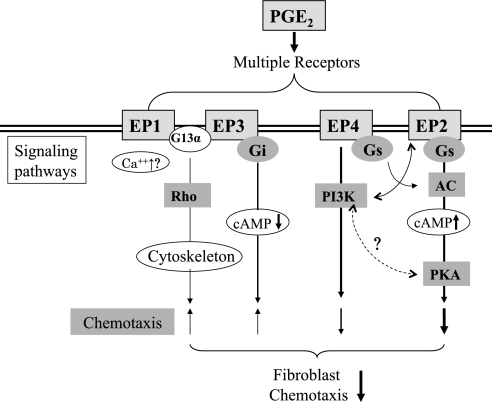 PGE2
Multiple Receptors
EP1
G13α
EP3
EP4
EP2
Signaling
pathways
Ca++↑?
Gi
Gs
Gs
Rho
PI3K
AC
cAMP↓
cAMP↑
?
Cytoskeleton
PKA
Chemotaxis
Fibroblast
Chemotaxis ↓